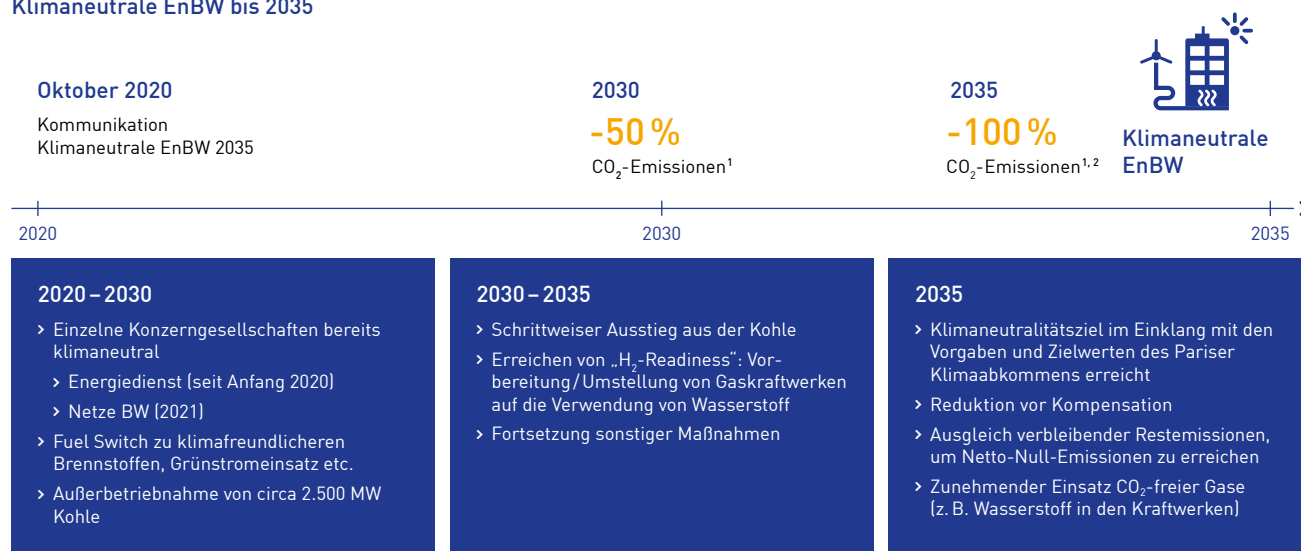 Klimaneutrale EnBW bis 2035
Oktober 2020
Kommunikation
Klimaneutrale EnBW 2035
2030
-50 %
CO₂-Emissionen¹
2035
-100 %
CO₂-Emissionen¹,²
Klimaneutrale
EnBW
2020
2030
2035
2020 – 2030
› Einzelne Konzerngesellschaften bereits
klimaneutral
› Energiedienst (seit Anfang 2020)
› Netze BW (2021)
› Fuel Switch zu klimafreundlicheren
Brennstoffen, Grünstromeinsatz etc.
› Außerbetriebnahme von circa 2.500 MW
Kohle
2030 – 2035
› Schrittweiser Ausstieg aus der Kohle
› Erreichen von „H₂-Readiness“: Vor-
bereitung / Umstellung von Gaskraftwerken
auf die Verwendung von Wasserstoff
› Fortsetzung sonstiger Maßnahmen
2035
› Klimaneutralitätsziel im Einklang mit den
Vorgaben und Zielwerten des Pariser
Klimaabkommens erreicht
› Reduktion vor Kompensation
› Ausgleich verbleibender Restemissionen,
um Netto-Null-Emissionen zu erreichen
› Zunehmender Einsatz CO₂-freier Gase
(z. B. Wasserstoff in den Kraftwerken)